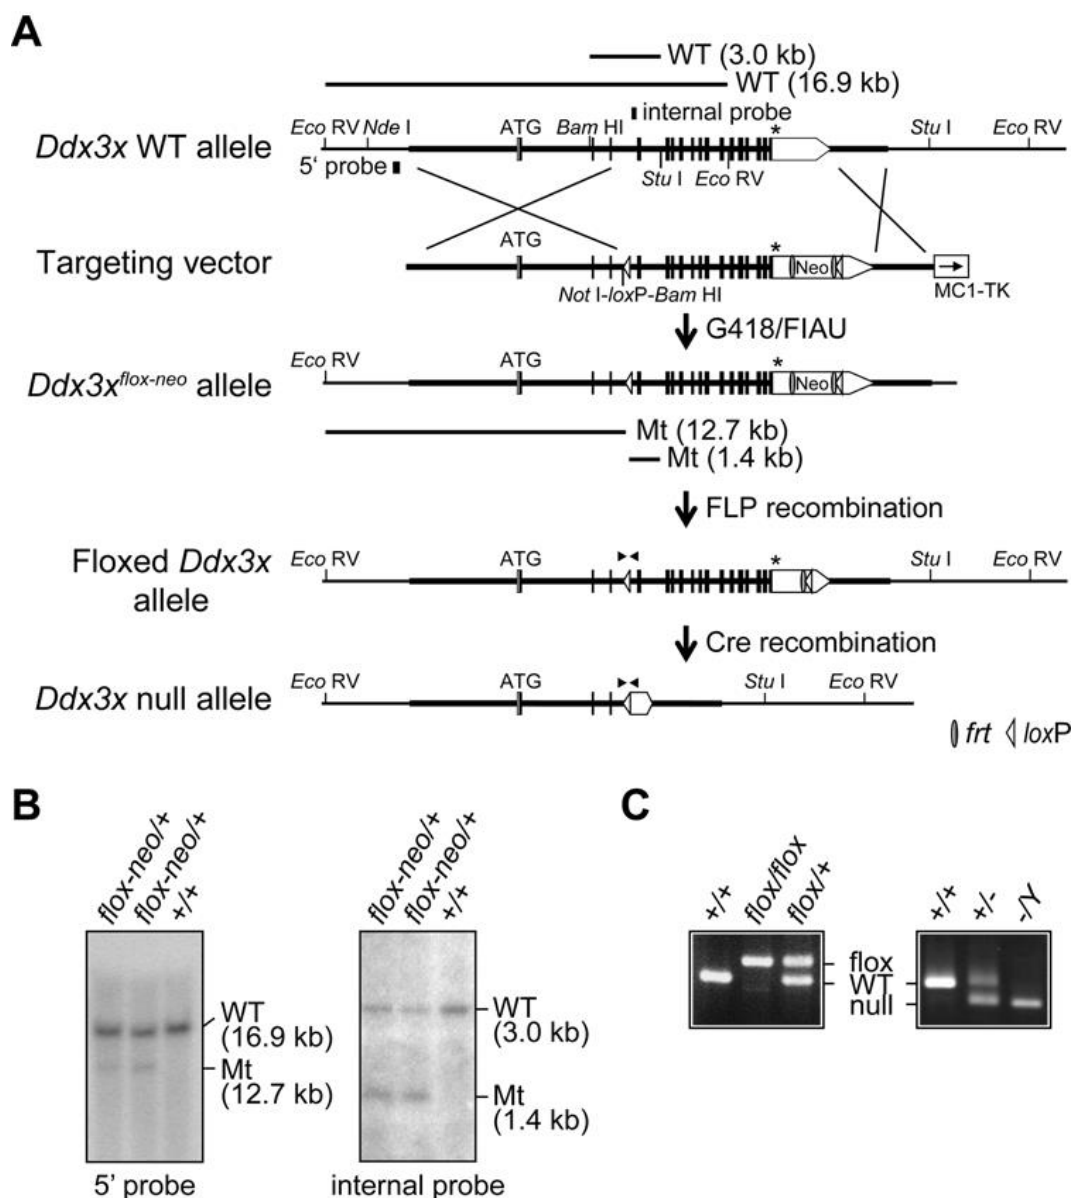 A
WT (3.0 kb)
WT (16.9 kb)
internal probe
Eco RV Nde I ATG Bam HI * Stu I Eco RV
Ddx3x WT allele
5‘ probe Stu I Eco RV
ATG *
Targeting vector Neo
Not I-loxP-Bam HI MC1-TK
G418/FIAU
Eco RV ATG *
Ddx3x flox-neo allele Neo
Mt (12.7 kb)
Mt (1.4 kb)
FLP recombination
Floxed Ddx3x Eco RV ATG * Stu I Eco RV
allele
Cre recombination
Ddx3x null allele Eco RV ATG Stu I Eco RV
frt loxP
B
flox-neo/+ flox-neo/+ +/+
WT
(16.9 kb)
Mt
(12.7 kb)
5’ probe
flox-neo/+ flox-neo/+ +/+
WT
(3.0 kb)
Mt
(1.4 kb)
internal probe
C
+/+ flox/flox flox/+
flox
WT
null
+/+ +/- -/Y